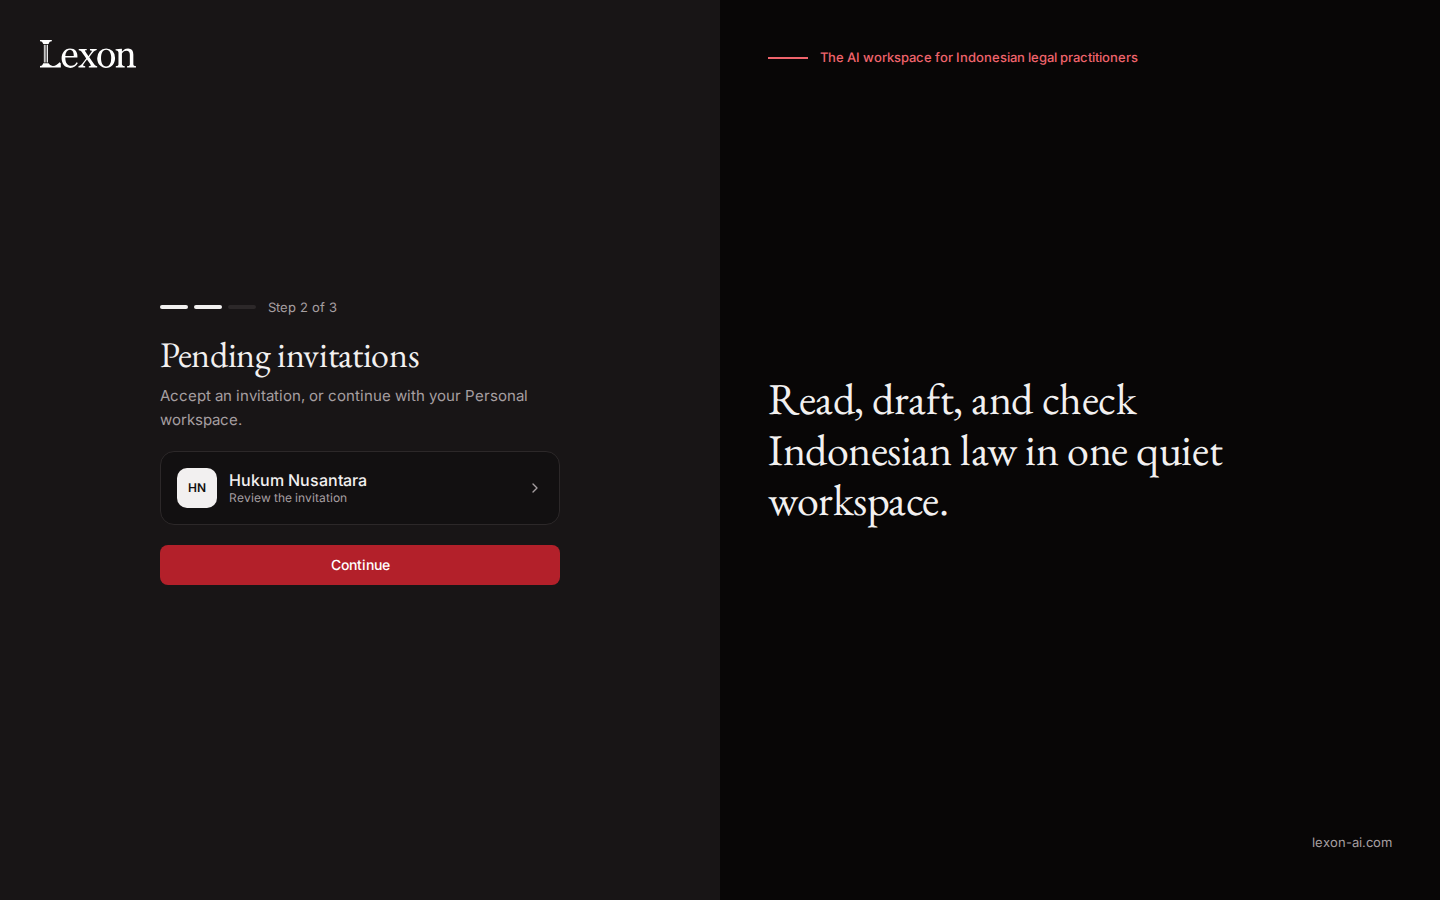 Lexon
Step 2 of 3
Pending invitations
Accept an invitation, or continue with your Personal
workspace.
HN
Hukum Nusantara
Review the invitation
Continue
The AI workspace for Indonesian legal practitioners
Read, draft, and check
Indonesian law in one quiet
workspace.
lexon-ai.com